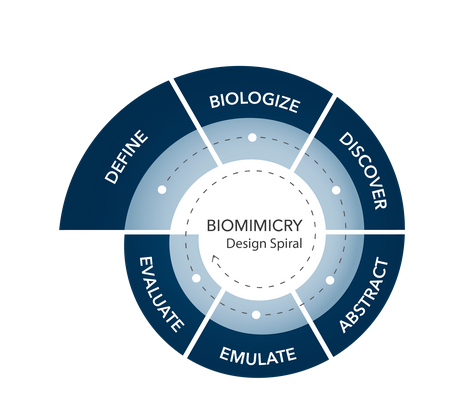 DEFINE
BIOLOGIZE
DISCOVER
ABSTRACT
EMULATE
EVALUATE
BIOMIMICRY
Design Spiral